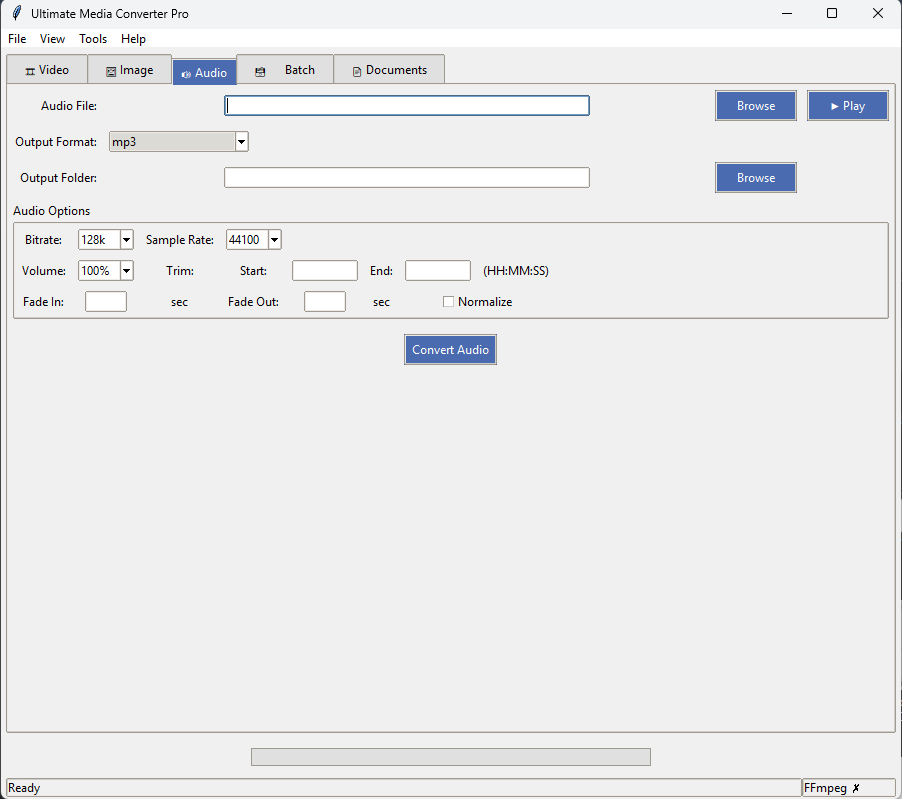 Ultimate Media Converter Pro
File View Tools Help
Video Image Audio Batch Documents
Audio File: Browse ► Play
Output Format: mp3
Output Folder: Browse
Audio Options
Bitrate: 128k Sample Rate: 44100
Volume: 100% Trim: Start: End: (HH:MM:SS)
Fade In: sec Fade Out: sec Normalize
Convert Audio
Ready FFmpeg ✗